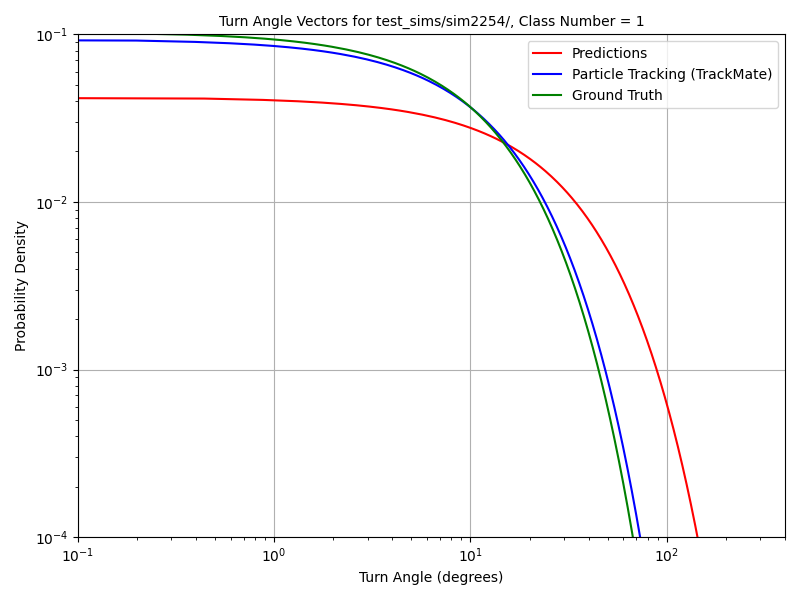 Turn Angle Vectors for test_sims/sim2254/, Class Number = 1
Predictions
Particle Tracking (TrackMate)
Ground Truth
Probability Density
10⁻¹
10⁻²
10⁻³
10⁻⁴
10⁻¹ 10⁰ 10¹ 10²
Turn Angle (degrees)